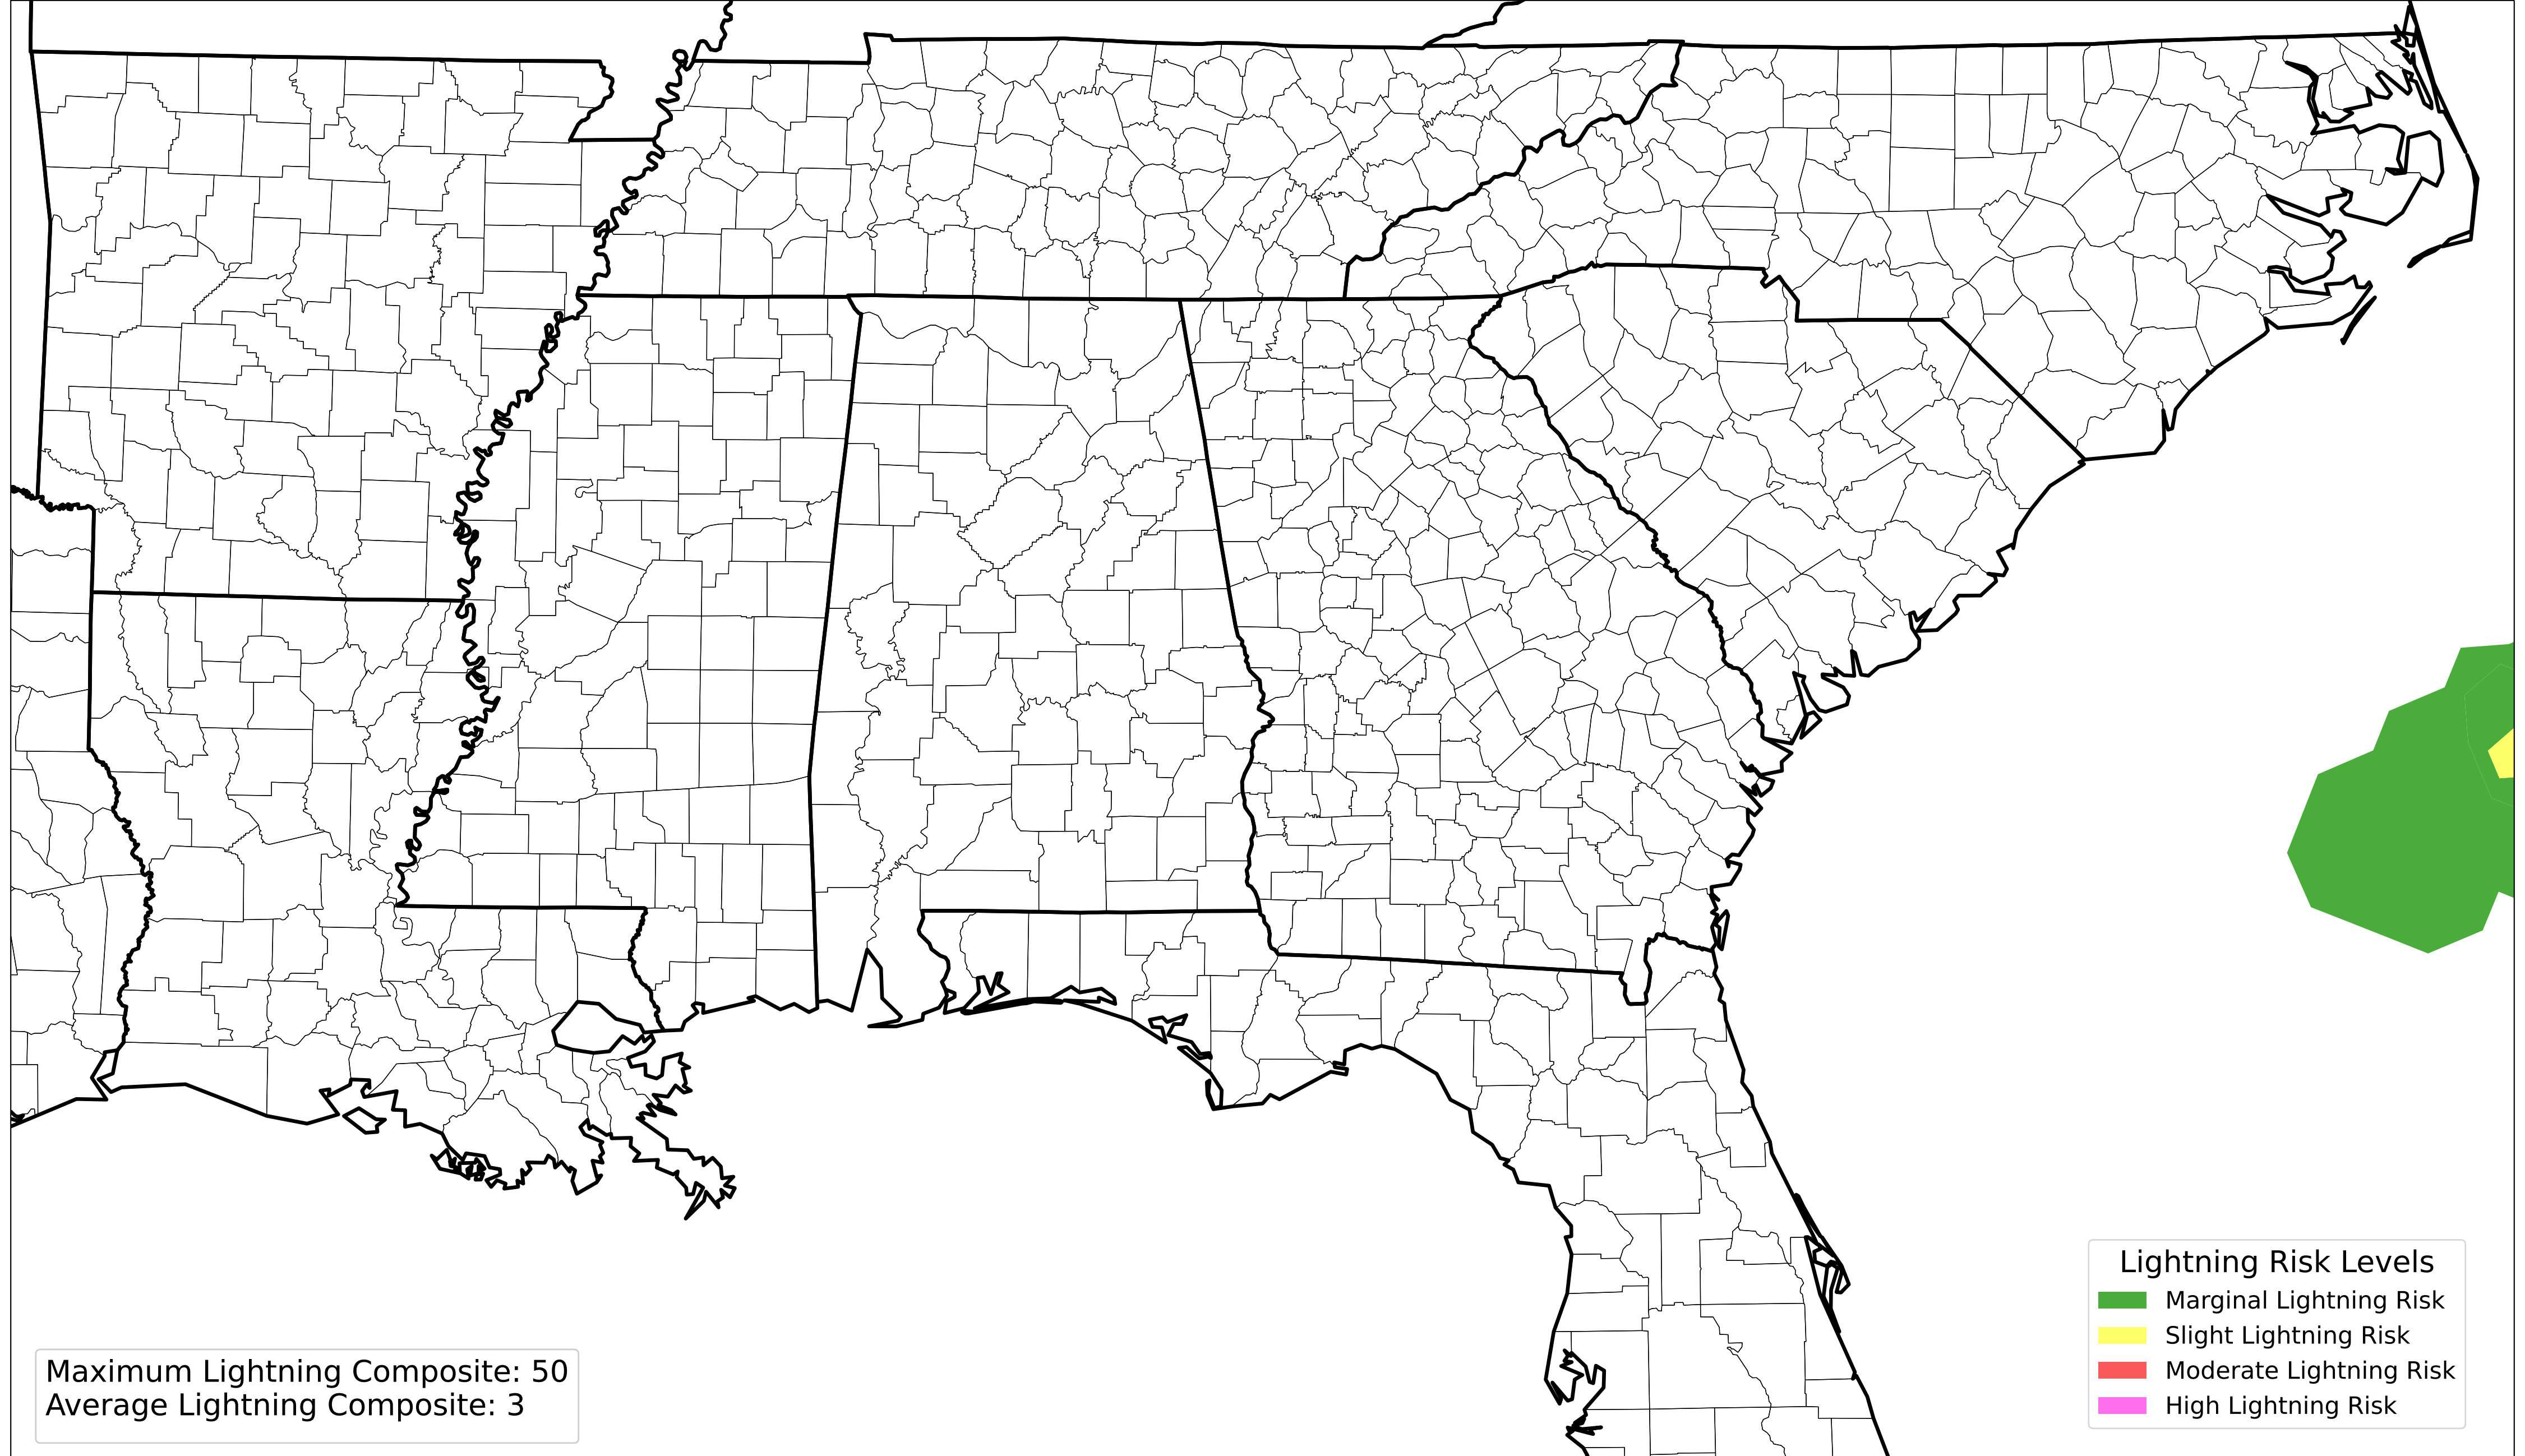 Lightning Risk Levels
Marginal Lightning Risk
Slight Lightning Risk
Moderate Lightning Risk
High Lightning Risk
Maximum Lightning Composite: 50
Average Lightning Composite: 3